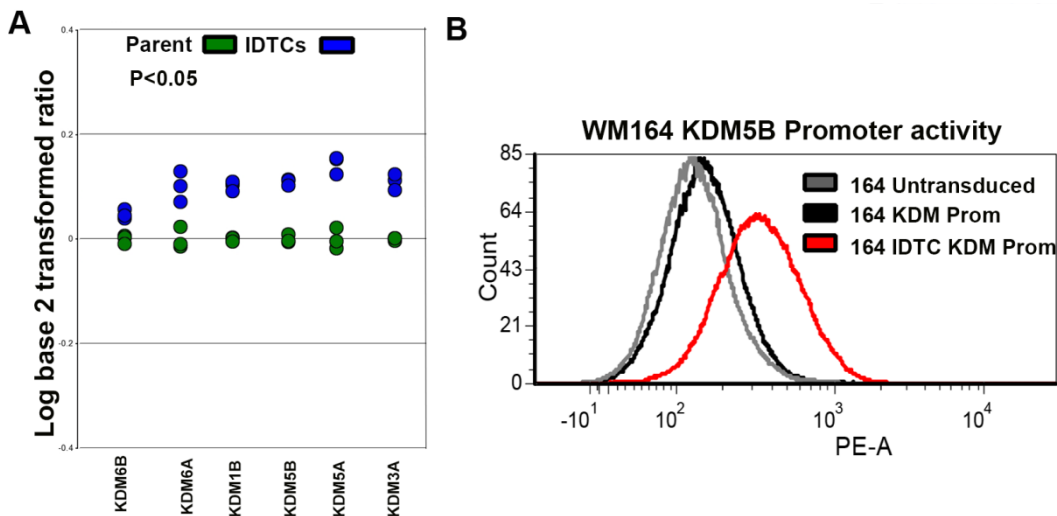 A
Parent IDTCs
P<0.05
Log base 2 transformed ratio
0.4
0.2
0
-0.2
-0.4
KDM6B
KDM6A
KDM1B
KDM5B
KDM5A
KDM3A
B
WM164 KDM5B Promoter activity
164 Untransduced
164 KDM Prom
164 IDTC KDM Prom
Count
85
64
43
21
0
-10¹ 10² 10³ 10⁴
PE-A